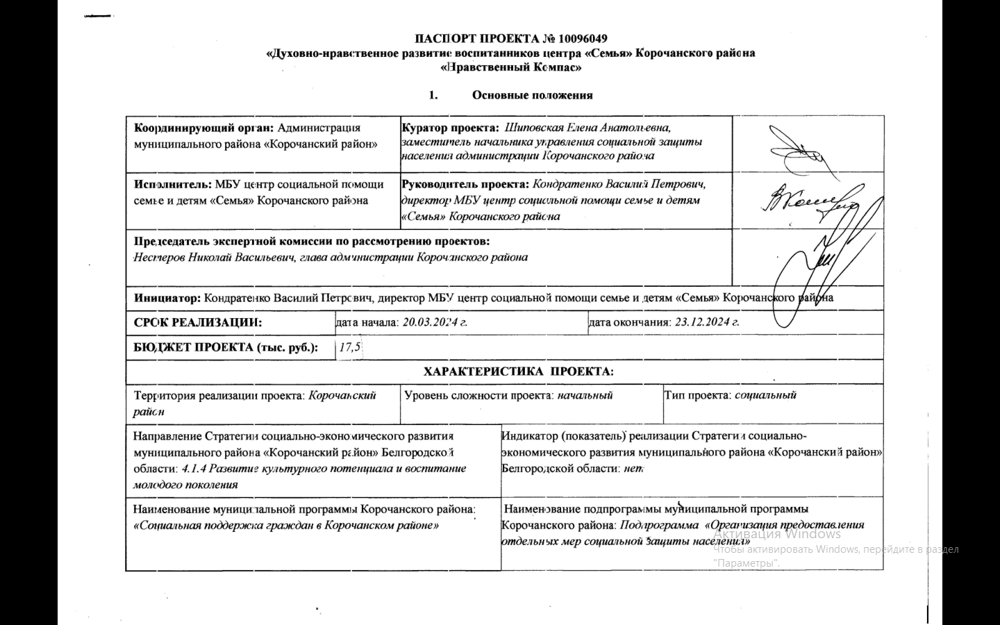 ПАСПОРТ ПРОЕКТА № 10096049
«Духовно-нравственное развитие воспитанников центра «Семья» Корочанского района
«Нравственный Компас»
1. Основные положения
Координирующий орган: Администрация
муниципального района «Корочанский район»
Куратор проекта: Шиповская Елена Анатольевна,
заместитель начальника управления социальной защиты
населения администрации Корочанского района
Исполнитель: МБУ центр социальной помощи
семье и детям «Семья» Корочанского района
Руководитель проекта: Кондратенко Василий Петрович,
директор МБУ центр социальной помощи семье и детям
«Семья» Корочанского района
Председатель экспертной комиссии по рассмотрению проектов:
Нестеров Николай Васильевич, глава администрации Корочанского района
Инициатор: Кондратенко Василий Петрович, директор МБУ центр социальной помощи семье и детям «Семья» Корочанского района
СРОК РЕАЛИЗАЦИИ:
дата начала: 20.03.2024 г.
дата окончания: 23.12.2024 г.
БЮДЖЕТ ПРОЕКТА (тыс. руб.):
17,5
ХАРАКТЕРИСТИКА ПРОЕКТА:
Территория реализации проекта: Корочанский
район
Уровень сложности проекта: начальный
Тип проекта: социальный
Направление Стратегии социально-экономического развития
муниципального района «Корочанский район» Белгородской
области: 4.1.4 Развитие культурного потенциала и воспитание
молодого поколения
Индикатор (показатель) реализации Стратегии социально-
экономического развития муниципального района «Корочанский район»
Белгородской области: нет
Наименование муниципальной программы Корочанского района:
«Социальная поддержка граждан в Корочанском районе»
Наименование подпрограммы муниципальной программы
Корочанского района: Подпрограмма «Организация предоставления
отдельных мер социальной защиты населения»
Активация Windows
Чтобы активировать Windows, перейдите в раздел
"Параметры".